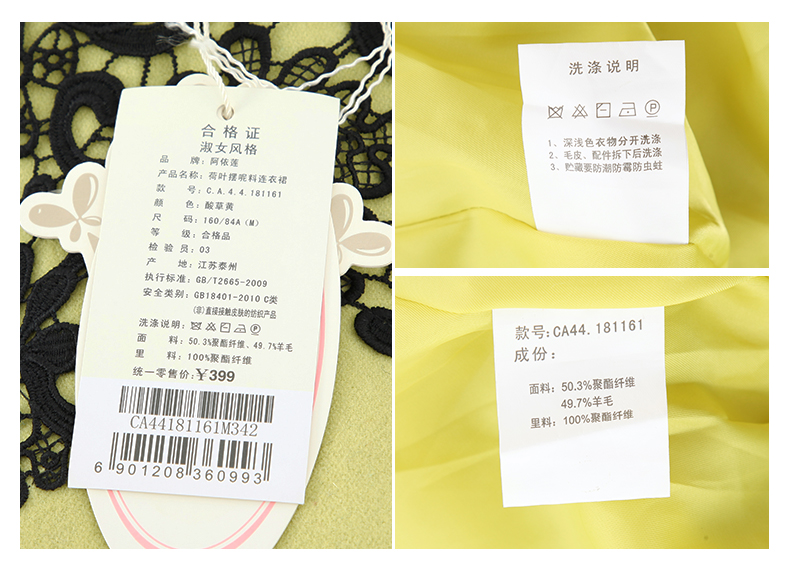 合格证
淑女风格
品 牌: 阿依莲
产品名称: 荷叶摆呢料连衣裙
款 号: C.A.4.4.181161
颜 色: 酸草黄
尺 码: 160/84A(M)
等 级: 合格品
检 验 员: 03
产 地: 江苏泰州
执行标准: GB/T2665-2009
安全类别: GB18401-2010 C类
(非)直接接触皮肤的纺织产品
洗涤说明:
面 料: 50.3%聚酯纤维、49.7%羊毛
里 料: 100%聚酯纤维
统一零售价: ¥399
CA44181161M342
6 901208 360993
洗涤说明
1、深浅色衣物分开洗涤
2、毛皮、配件拆下后洗涤
3、贮藏要防潮防霉防虫蛀
款号: CA44.181161
成份:
面料: 50.3%聚酯纤维
49.7%羊毛
里料: 100%聚酯纤维